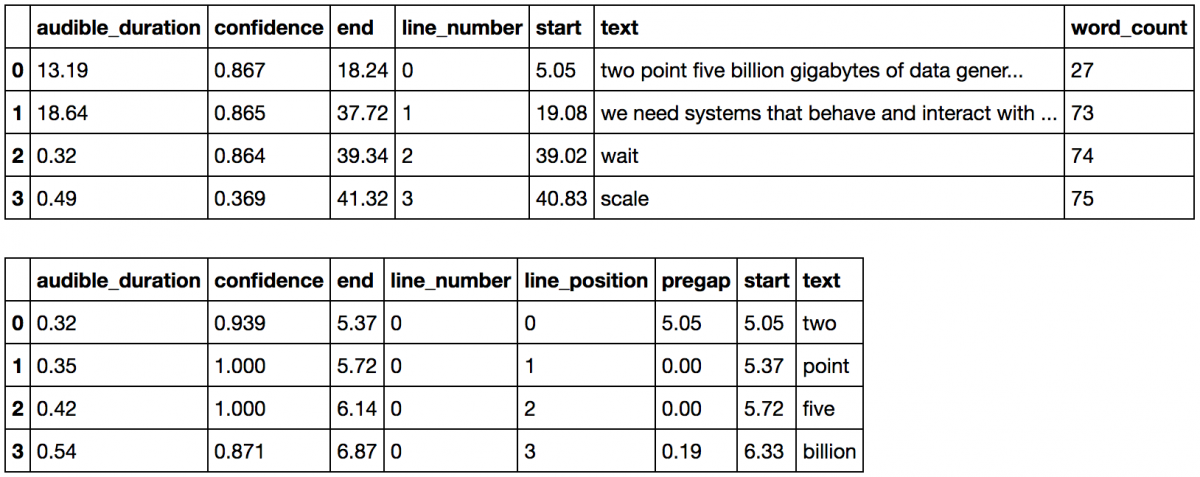 audible_duration confidence end line_number start text word_count
0 13.19 0.867 18.24 0 5.05 two point five billion gigabytes of data gener... 27
1 18.64 0.865 37.72 1 19.08 we need systems that behave and interact with ... 73
2 0.32 0.864 39.34 2 39.02 wait 74
3 0.49 0.369 41.32 3 40.83 scale 75
audible_duration confidence end line_number line_position pregap start text
0 0.32 0.939 5.37 0 0 5.05 5.05 two
1 0.35 1.000 5.72 0 1 0.00 5.37 point
2 0.42 1.000 6.14 0 2 0.00 5.72 five
3 0.54 0.871 6.87 0 3 0.19 6.33 billion